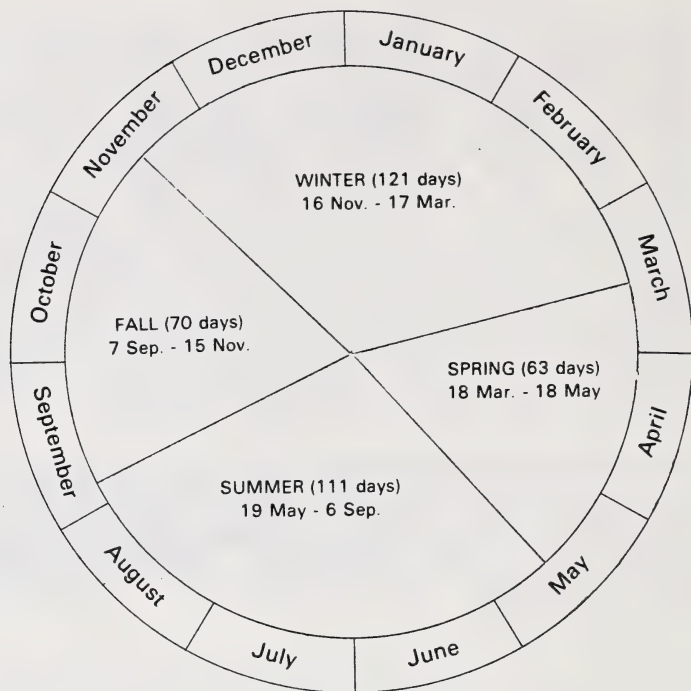 December
January
February
March
April
May
June
July
August
September
October
November
WINTER (121 days)
16 Nov. - 17 Mar.
SPRING (63 days)
18 Mar. - 18 May
SUMMER (111 days)
19 May - 6 Sep.
FALL (70 days)
7 Sep. - 15 Nov.